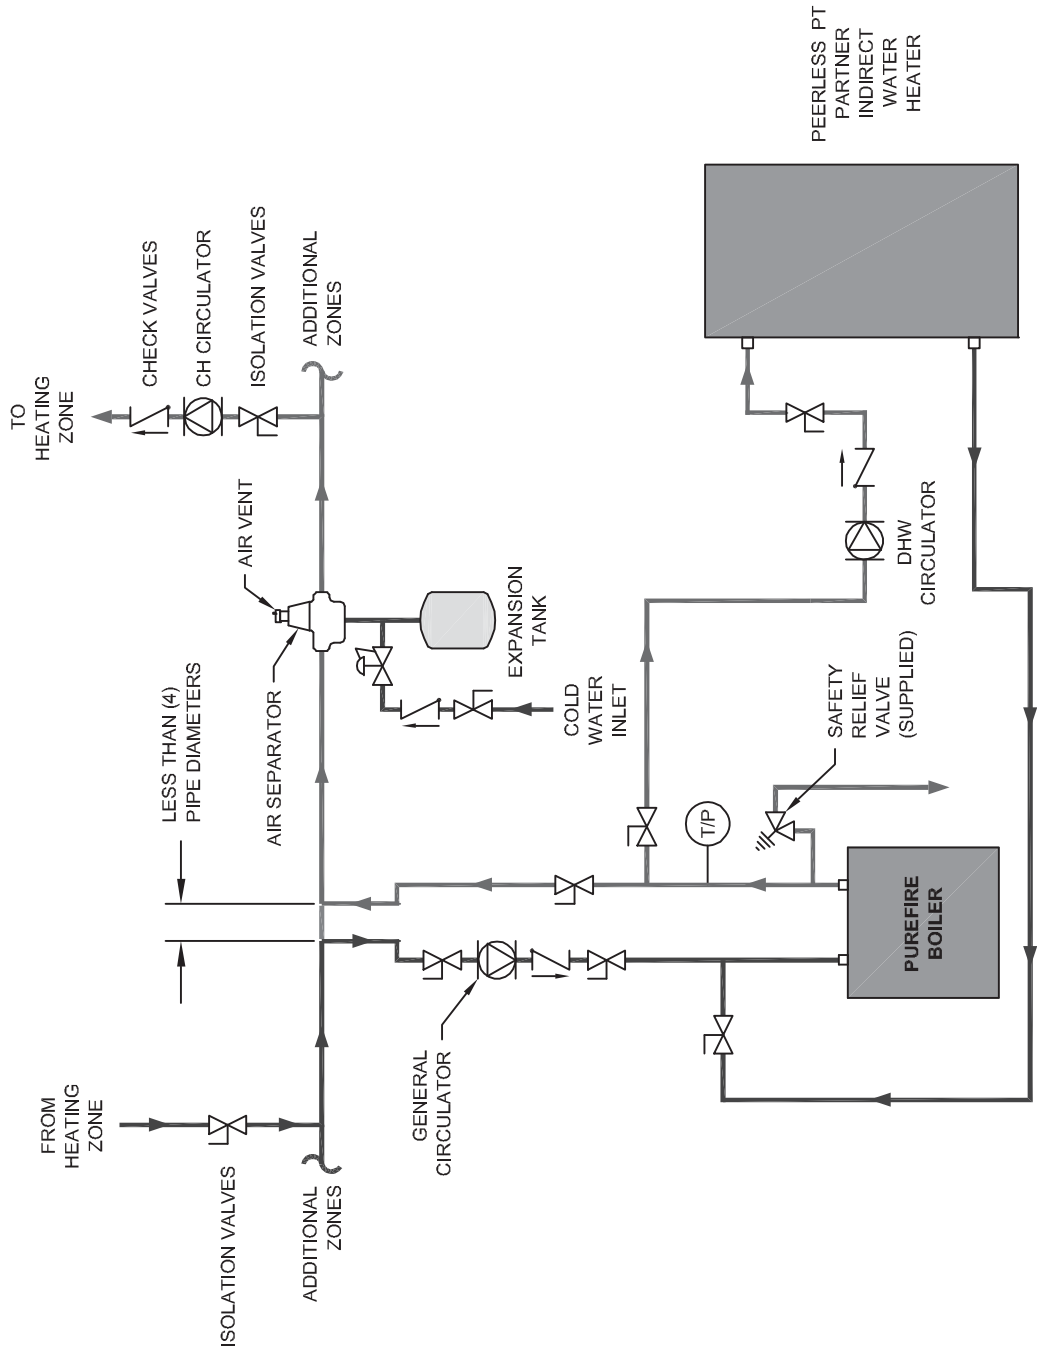 FROM
HEATING
ZONE
ISOLATION VALVES
ADDITIONAL
ZONES
LESS THAN (4)
PIPE DIAMETERS
AIR SEPARATOR
AIR VENT
TO
HEATING
ZONE
CHECK VALVES
CH CIRCULATOR
ISOLATION VALVES
ADDITIONAL
ZONES
GENERAL
CIRCULATOR
EXPANSION
TANK
COLD
WATER
INLET
T/P
SAFETY
RELIEF
VALVE
(SUPPLIED)
DHW
CIRCULATOR
PUREFIRE
BOILER
PEERLESS PT
PARTNER
INDIRECT
WATER
HEATER